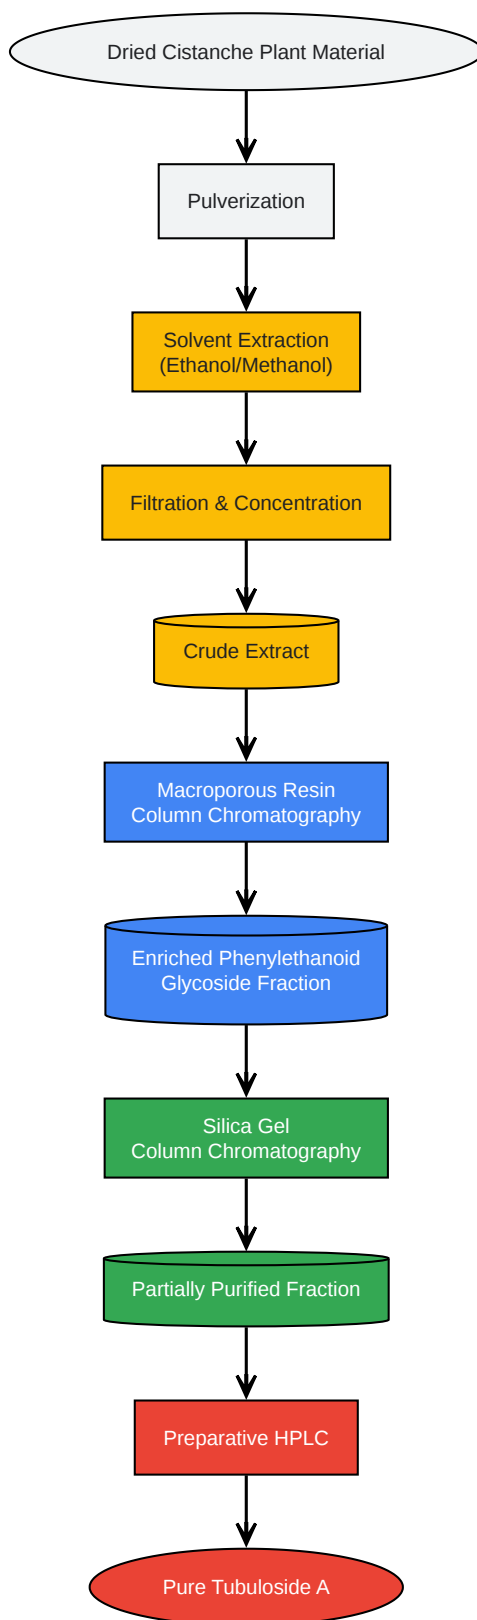 Dried Cistanche Plant Material
Pulverization
Solvent Extraction
(Ethanol/Methanol)
Filtration & Concentration
Crude Extract
Macroporous Resin
Column Chromatography
Enriched Phenylethanoid
Glycoside Fraction
Silica Gel
Column Chromatography
Partially Purified Fraction
Preparative HPLC
Pure Tubuloside A